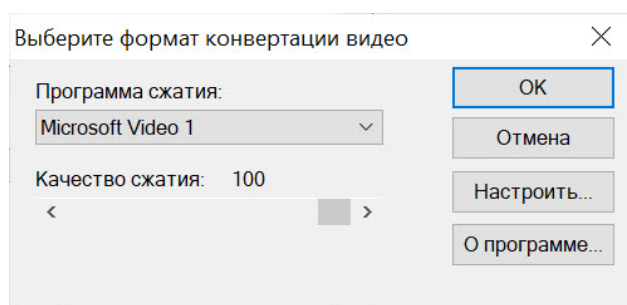 Выберите формат конвертации видео
Программа сжатия:
Microsoft Video 1
Качество сжатия: 100
OK
Отмена
Настроить...
О программе...